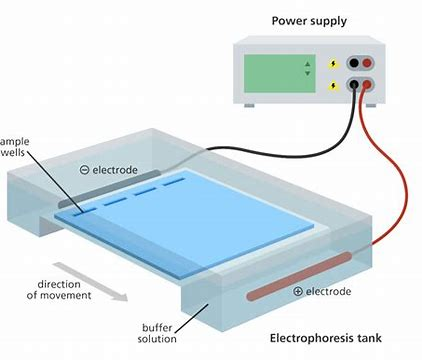 Power supply
ample
wells
⊖ electrode
direction
of movement
⊕ electrode
buffer
solution
Electrophoresis tank